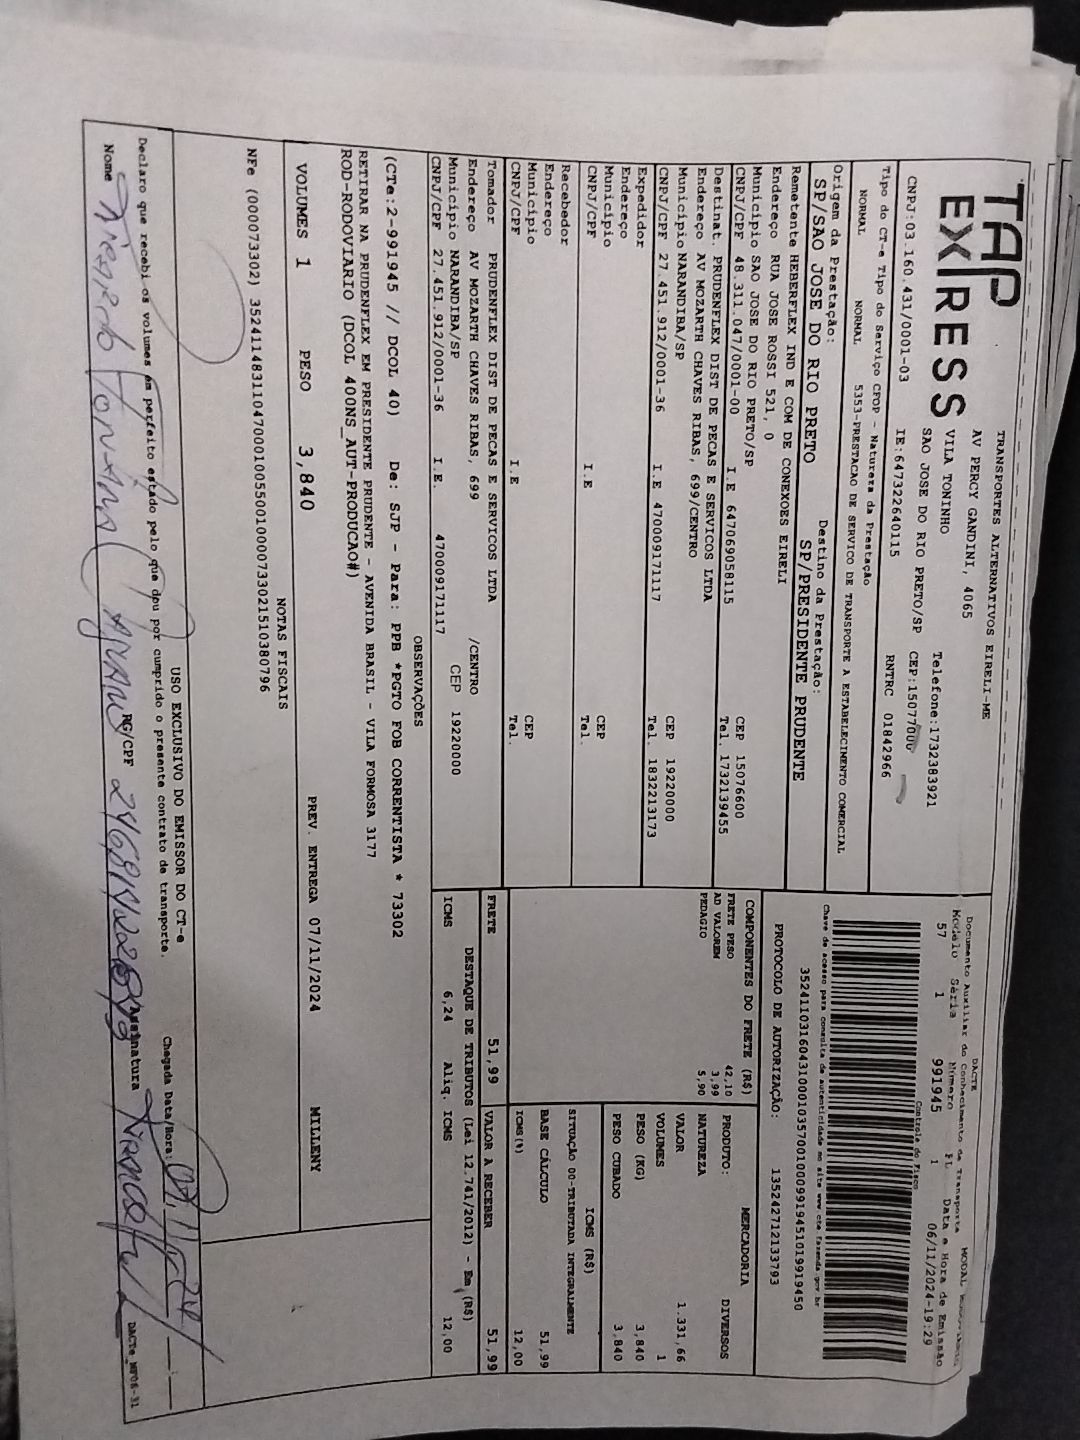 TAP
EXPRESS
TRANSPORTES ALTERNATIVOS EIRELI-ME
AV PERCY GANDINI, 4065
VILA TONINHO
SAO JOSE DO RIO PRETO/SP
Telefone:1732383921
CEP:15077000
CNPJ:03.160.431/0001-03
IE:647322640115
RNTRC 01842966
DACTE
Documento Auxiliar do Conhecimento de Transporte
MODAL
Modelo Série Número FL Data e Hora de Emissão
57 1 991945 1 06/11/2024-19:29
Controle do Fisco
Tipo do CT-e Tipo do Serviço CFOP - Natureza da Prestação
NORMAL NORMAL 5353-PRESTACAO DE SERVICO DE TRANSPORTE A ESTABELECIMENTO COMERCIAL
Chave de acesso para consulta de autenticidade no site www.cte.fazenda.gov.br
PROTOCOLO DE AUTORIZAÇÃO: 135242712133793
Origem da Prestação: Destino da Prestação:
SP/SAO JOSE DO RIO PRETO SP/PRESIDENTE PRUDENTE
Remetente HEBERFLEX IND E COM DE CONEXOES EIRELI
Endereço RUA JOSE ROSSI 521, 0
Município SAO JOSE DO RIO PRETO/SP CEP 15076600
CNPJ/CPF 48.311.047/0001-00 I.E 647069058115 Tel. 1732139455
Destinat. PRUDENFLEX DIST DE PECAS E SERVICOS LTDA
Endereço AV MOZARTH CHAVES RIBAS, 699/CENTRO
Município NARANDIBA/SP CEP 19220000
CNPJ/CPF 27.451.912/0001-36 I.E 470009171117 Tel. 1832213173
Expedidor
Endereço
Município CEP
CNPJ/CPF I.E Tel.
Recebedor
Endereço
Município CEP
CNPJ/CPF I.E Tel.
Tomador PRUDENFLEX DIST DE PECAS E SERVICOS LTDA
Endereço AV MOZARTH CHAVES RIBAS, 699 /CENTRO
Município NARANDIBA/SP CEP 19220000
CNPJ/CPF 27.451.912/0001-36 I.E. 470009171117
COMPONENTES DO FRETE (R$)
FRETE PESO 42,10
AD VALOREM 3,99
PEDAGIO 5,90
PRODUTO: MERCADORIA
NATUREZA DIVERSOS
VALOR 1.331,66
VOLUMES 1
PESO (KG) 3,840
PESO CUBADO 3,840
ICMS (R$)
SITUAÇÃO 00-TRIBUTADA INTEGRALMENTE
BASE CÁLCULO 51,99
ICMS(%) 12,00
FRETE 51,99 VALOR A RECEBER 51,99
DESTAQUE DE TRIBUTOS (Lei 12.741/2012) - Em (R$)
ICMS 6,24 Aliq. ICMS 12,00
OBSERVAÇÕES
(CTe:2-991945 // DCOL 40) De: SJP - Para: PPB *PGTO FOB CORRENTISTA * 73302
RETIRAR NA PRUDENFLEX EM PRESIDENTE PRUDENTE - AVENIDA BRASIL - VILA FORMOSA 3177
ROD-RODOVIARIO (DCOL 400NS_AUT-PRODUCAO#)
VOLUMES 1 PESO 3,840 PREV. ENTREGA 07/11/2024 MILLENY
NOTAS FISCAIS
NFe (000073302) 35241148311047000100550010000733021510380796
USO EXCLUSIVO DO EMISSOR DO CT-e
Declaro que recebi os volumes em perfeito estado pelo que dou por cumprido o presente contrato de transporte.
Chegada Data/Hora:
Nome RG/CPF Assinatura
DACTe_MP06-31